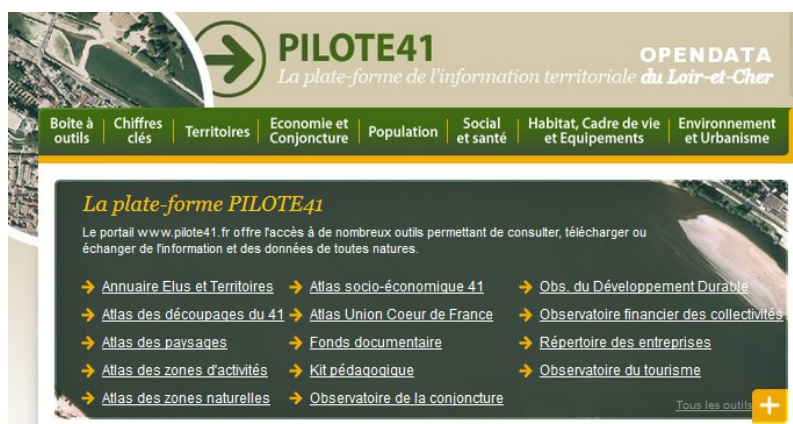 PILOTE41
OPENDATA
La plate-forme de l'information territoriale du Loir-et-Cher
Boîte à outils
Chiffres clés
Territoires
Economie et Conjoncture
Population
Social et santé
Habitat, Cadre de vie et Equipements
Environnement et Urbanisme
La plate-forme PILOTE41
Le portail www.pilote41.fr offre l'accès à de nombreux outils permettant de consulter, télécharger ou
échanger de l'information et des données de toutes natures.
Annuaire Elus et Territoires
Atlas des découpages du 41
Atlas des paysages
Atlas des zones d'activités
Atlas des zones naturelles
Atlas socio-économique 41
Atlas Union Coeur de France
Fonds documentaire
Kit pédagogique
Observatoire de la conjoncture
Obs. du Développement Durable
Observatoire financier des collectivités
Répertoire des entreprises
Observatoire du tourisme
Tous les outils